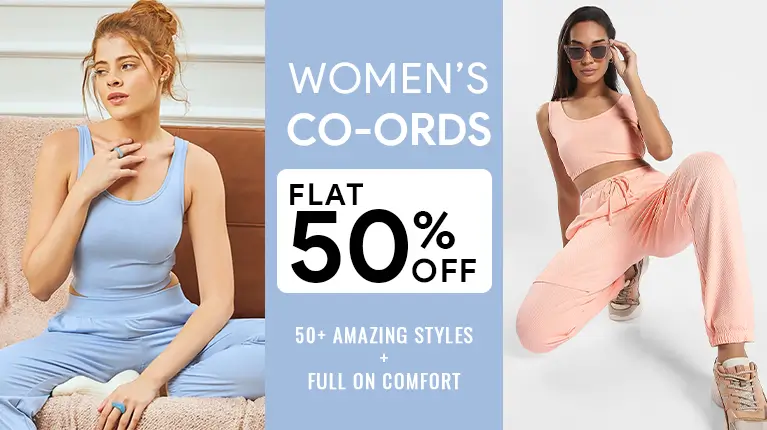 WOMEN'S
CO-ORDS
FLAT
50% OFF
50+ AMAZING STYLES
+
FULL ON COMFORT